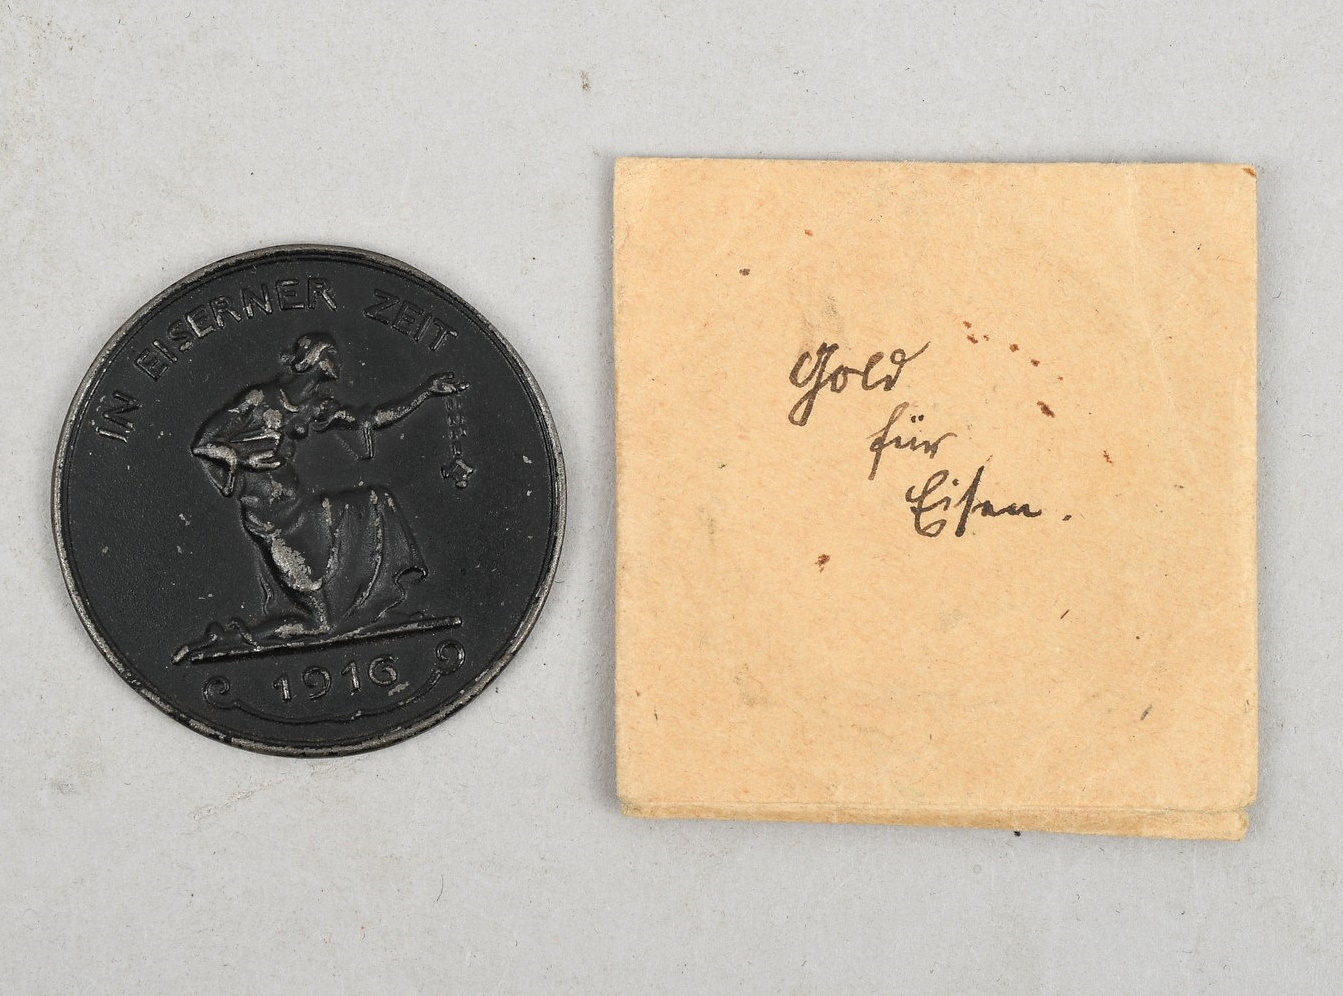 IN EISERNER ZEIT
1916
Gold
für
Eisen.